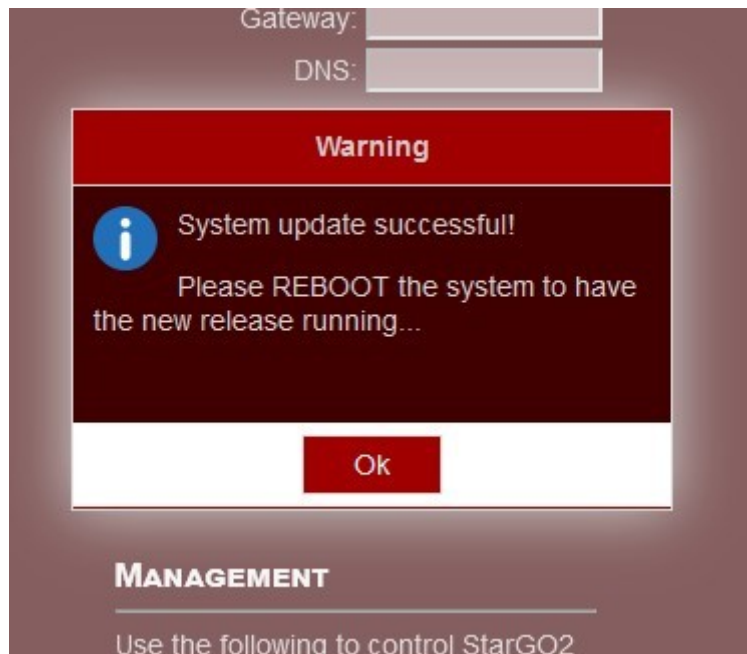 Gateway:
DNS:
Warning
System update successful!
Please REBOOT the system to have
the new release running...
Ok
MANAGEMENT
Use the following to control StarGO2